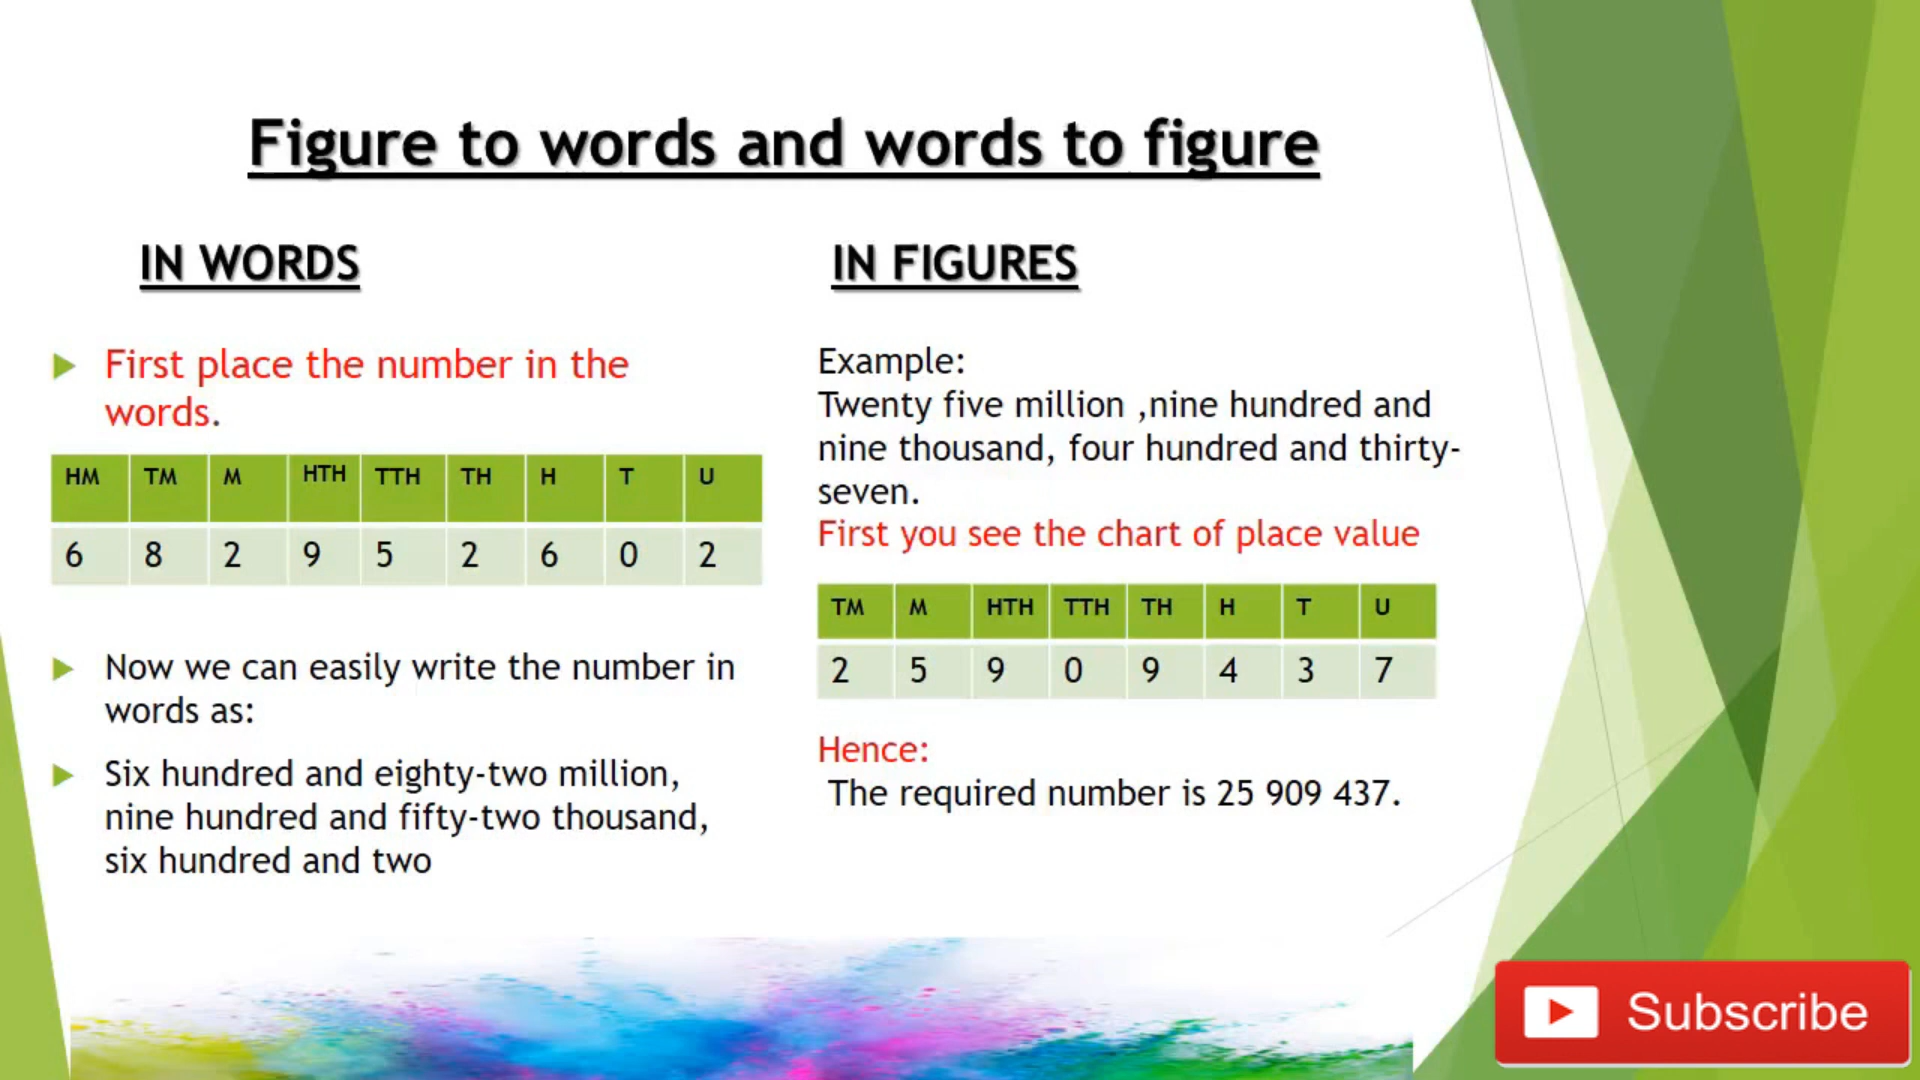 Figure to words and words to figure
IN WORDS
First place the number in the
words.
HM TM M HTH TTH TH H T U
6 8 2 9 5 2 6 0 2
Now we can easily write the number in
words as:
Six hundred and eighty-two million,
nine hundred and fifty-two thousand,
six hundred and two
IN FIGURES
Example:
Twenty five million ,nine hundred and
nine thousand, four hundred and thirty-
seven.
First you see the chart of place value
TM M HTH TTH TH H T U
2 5 9 0 9 4 3 7
Hence:
The required number is 25 909 437.
Subscribe